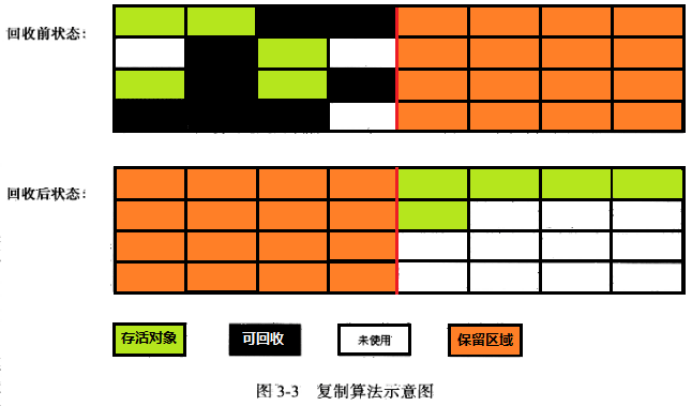 回收前状态:
回收后状态:
存活对象
可回收
未使用
保留区域
图 3-3 复制算法示意图